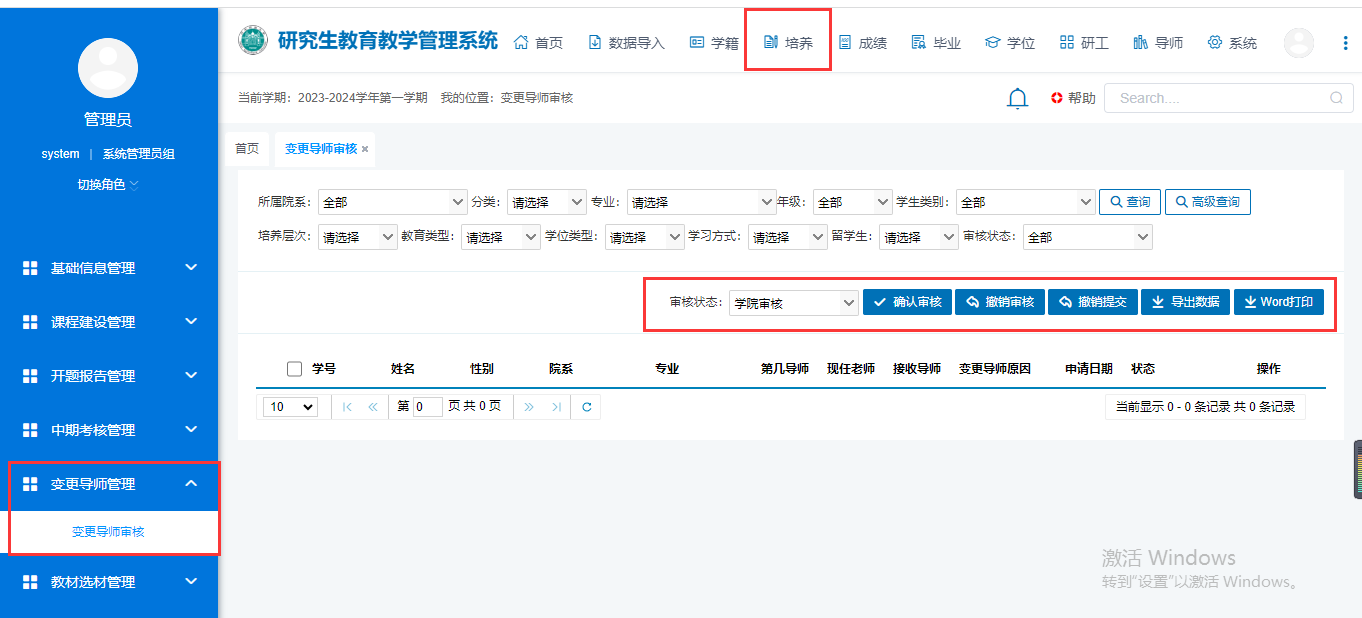 研究生教育教学管理系统 首页 数据导入 学籍 培养 成绩 毕业 学位 研工 导师 系统
管理员
system | 系统管理员组
切换角色
当前学期：2023-2024学年第一学期 我的位置：变更导师审核 帮助 Search....
首页 变更导师审核 ×
基础信息管理
课程建设管理
开题报告管理
中期考核管理
变更导师管理
变更导师审核
教材选材管理
所属院系： 全部 分类： 请选择 专业： 请选择 年级： 全部 学生类别： 全部 查询 高级查询
培养层次： 请选择 教育类型： 请选择 学位类型： 请选择 学习方式： 请选择 留学生： 请选择 审核状态： 全部
审核状态： 学院审核 确认审核 撤销审核 撤销提交 导出数据 Word打印
学号 姓名 性别 院系 专业 第几导师 现任老师 接收导师 变更导师原因 申请日期 状态 操作
10 第 0 页 共 0 页 当前显示 0 - 0 条记录 共 0 条记录
激活 Windows
转到"设置"以激活 Windows。